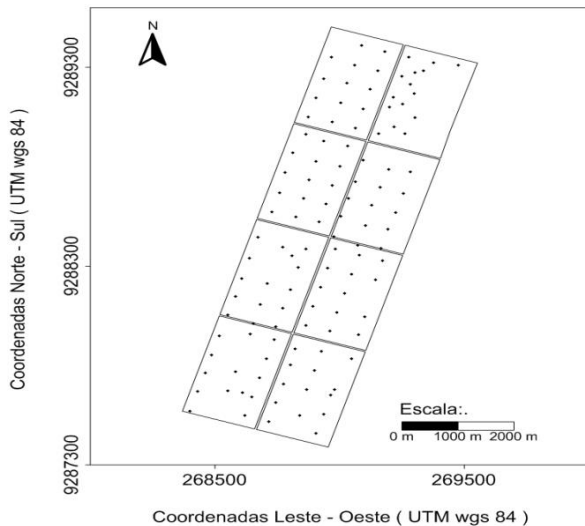 N
9289300
9288300
9287300
Coordenadas Norte - Sul ( UTM wgs 84 )
Escala:.
0 m 1000 m 2000 m
268500 269500
Coordenadas Leste - Oeste ( UTM wgs 84 )